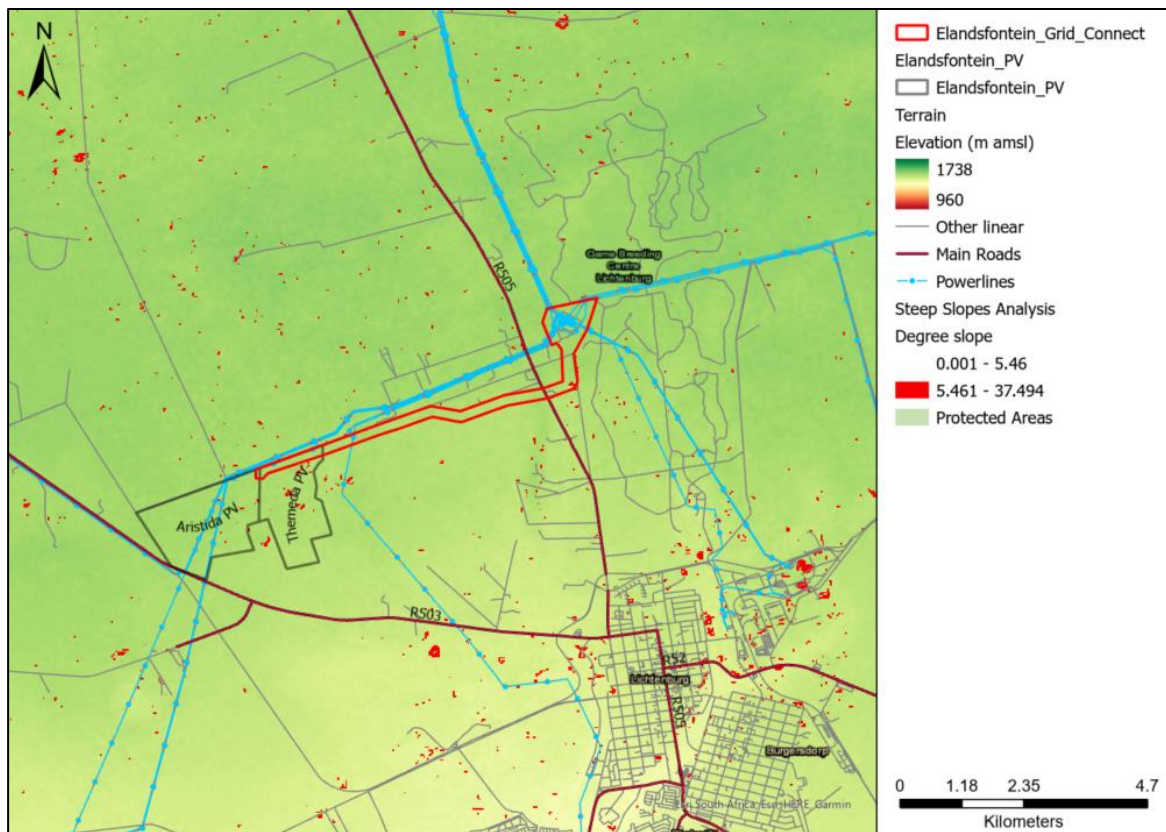 N
R505
Game Breeding
Centre
Lichtenburg
Aristida PV
Themeda PV
R503
R52
Lichtenburg
R505
Burgersdorp
Esri South Africa, Esri, HERE, Garmin
Elandsfontein_Grid_Connect
Elandsfontein_PV
Elandsfontein_PV
Terrain
Elevation (m amsl)
1738
960
Other linear
Main Roads
Powerlines
Steep Slopes Analysis
Degree slope
0.001 - 5.46
5.461 - 37.494
Protected Areas
0 1.18 2.35 4.7
Kilometers